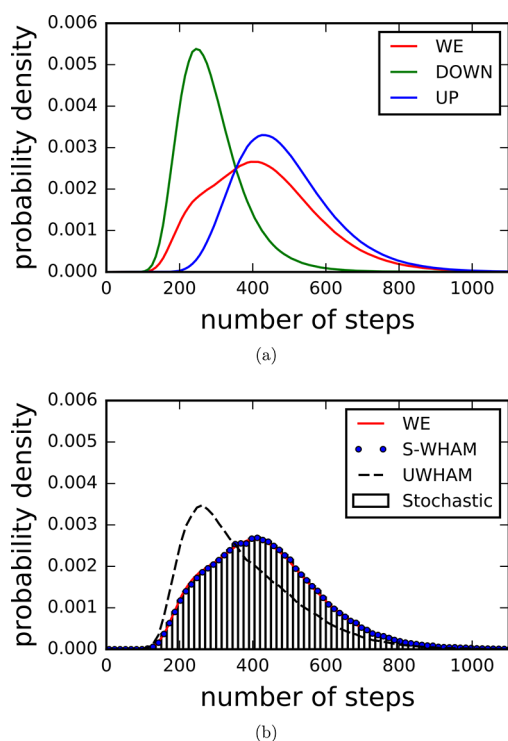 0.006
0.005
0.004
0.003
0.002
0.001
0.000
probability density
WE
DOWN
UP
0 200 400 600 800 1000
number of steps
(a)
0.006
0.005
0.004
0.003
0.002
0.001
0.000
probability density
WE
S-WHAM
UWHAM
Stochastic
0 200 400 600 800 1000
number of steps
(b)